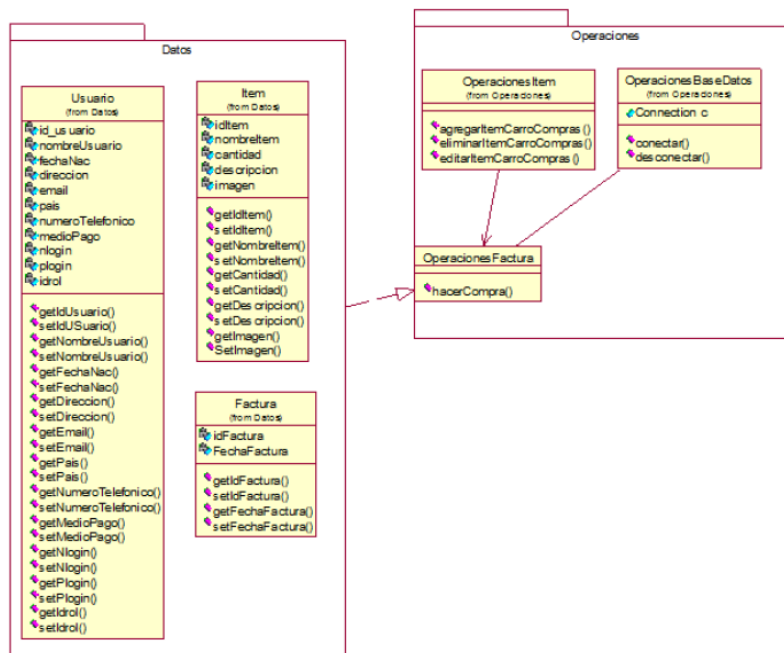 Datos
Usuario
(from Datos)
id_usuario
nombreUsuario
fechaNac
direccion
email
pais
numeroTelefonico
medioPago
nlogin
plogin
idrol
getIdUsuario()
setIdUSuario()
getNombreUsuario()
setNombreUsuario()
getFechaNac()
setFechaNac()
getDireccion()
setDireccion()
getEmail()
setEmail()
getPais()
setPais()
getNumeroTelefonico()
setNumeroTelefonico()
getMedioPago()
setMedioPago()
getNlogin()
setNlogin()
getPlogin()
setPlogin()
getIdrol()
setIdrol()
Item
(from Datos)
idItem
nombreItem
cantidad
descripcion
imagen
getIdItem()
setIdItem()
getNombreItem()
setNombreItem()
getCantidad()
setCantidad()
getDescripcion()
setDescripcion()
getImagen()
SetImagen()
Factura
(from Datos)
idFactura
FechaFactura
getIdFactura()
setIdFactura()
getFechaFactura()
setFechaFactura()
Operaciones
OperacionesItem
(from Operaciones)
agregarItemCarroCompras()
eliminarItemCarroCompras()
editarItemCarroCompras()
OperacionesBaseDatos
(from Operaciones)
Connection c
conectar()
desconectar()
OperacionesFactura
hacerCompra()